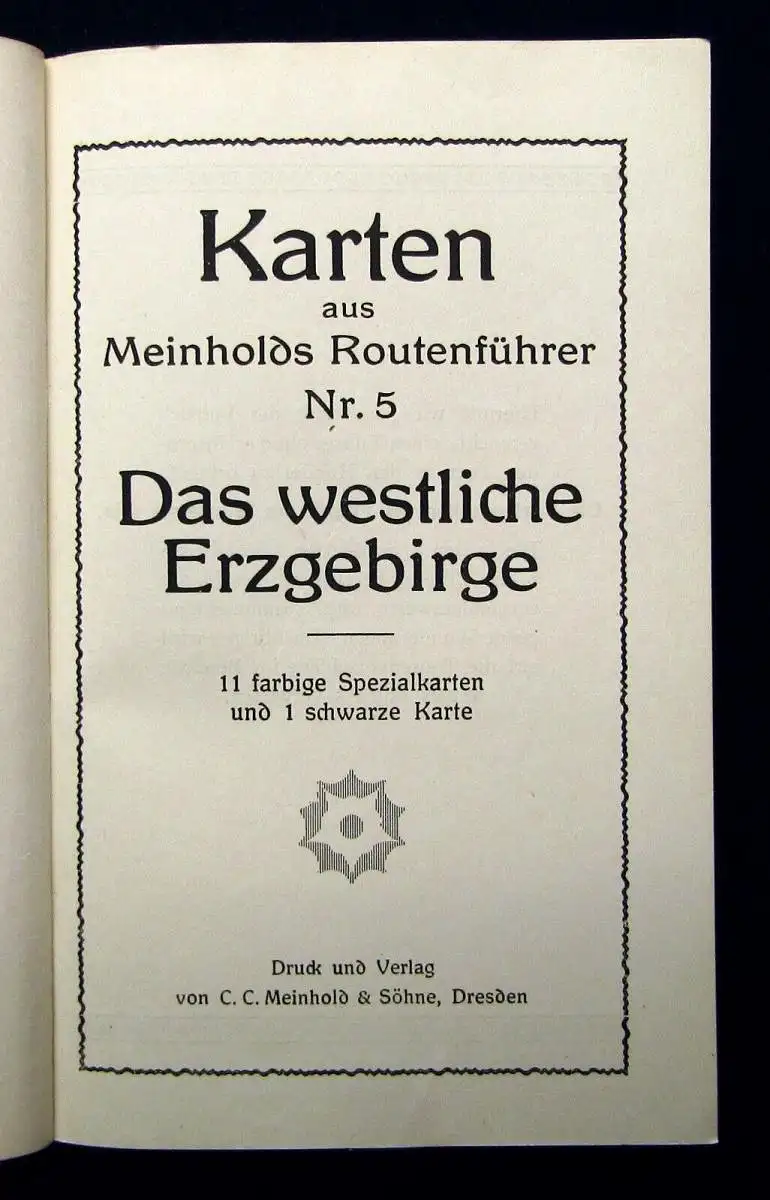 Karten
aus
Meinholds Routenführer
Nr. 5
Das westliche
Erzgebirge
11 farbige Spezialkarten
und 1 schwarze Karte
Druck und Verlag
von C. C. Meinhold & Söhne, Dresden